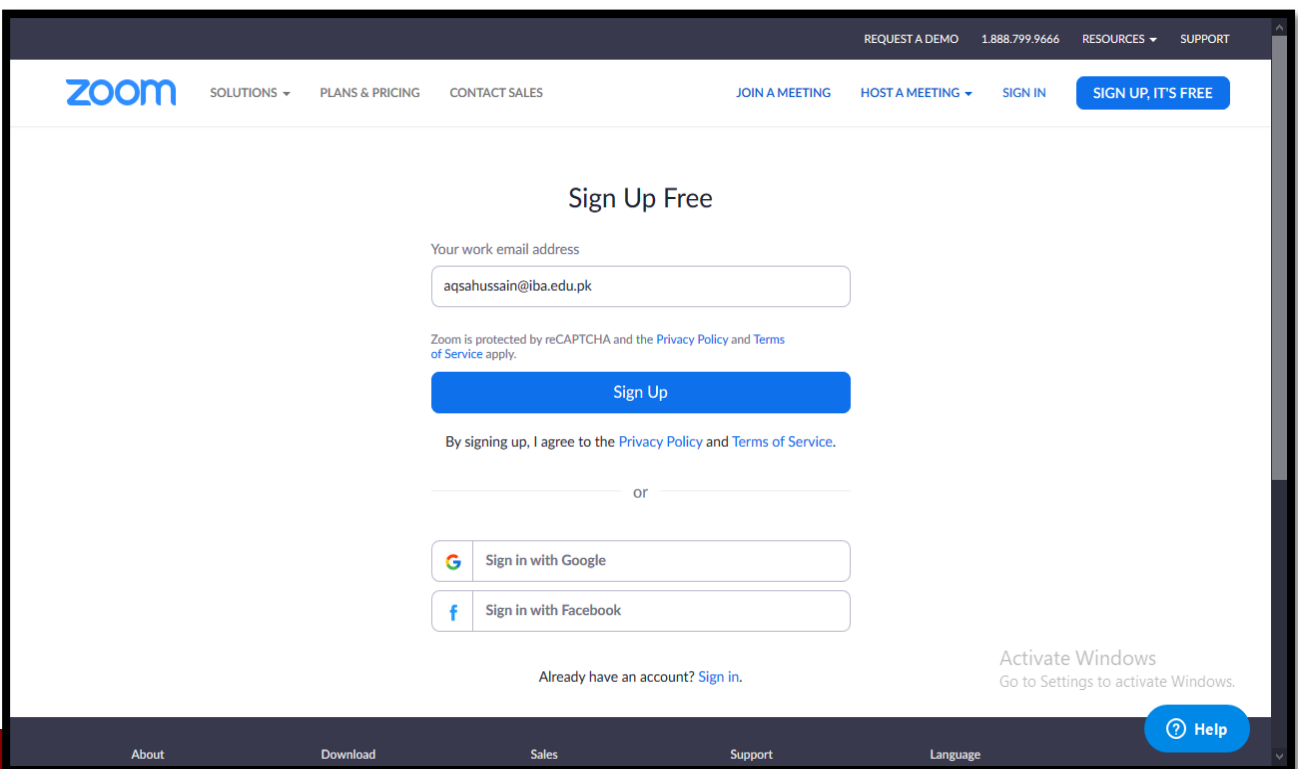 REQUEST A DEMO 1.888.799.9666 RESOURCES SUPPORT
zoom SOLUTIONS PLANS & PRICING CONTACT SALES JOIN A MEETING HOST A MEETING SIGN IN SIGN UP, IT'S FREE
Sign Up Free
Your work email address
aqsahussain@iba.edu.pk
Zoom is protected by reCAPTCHA and the Privacy Policy and Terms
of Service apply.
Sign Up
By signing up, I agree to the Privacy Policy and Terms of Service.
or
Sign in with Google
Sign in with Facebook
Already have an account? Sign in.
Activate Windows
Go to Settings to activate Windows.
Help
About Download Sales Support Language